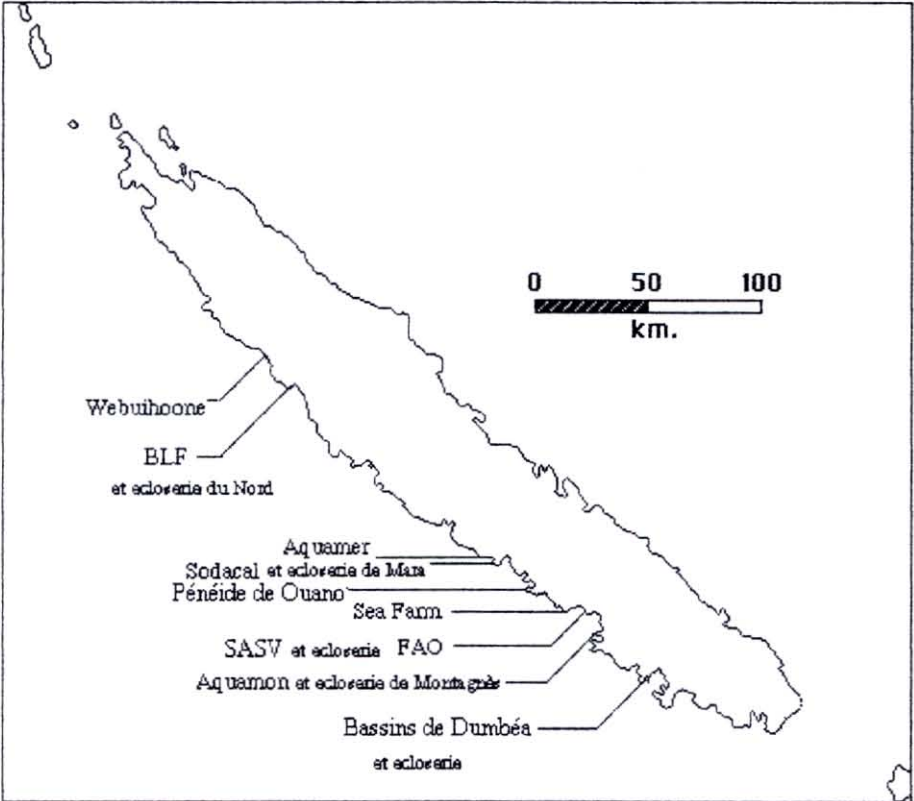 0 50 100
km.
Webuihoone
BLF
et ecloserie du Nord
Aquamer
Sodacal et ecloserie de Mara
Pénéide de Ouano
Sea Farm
SASV et ecloserie FAO
Aquamon et ecloserie de Montagnès
Bassins de Dumbéa
et ecloserie